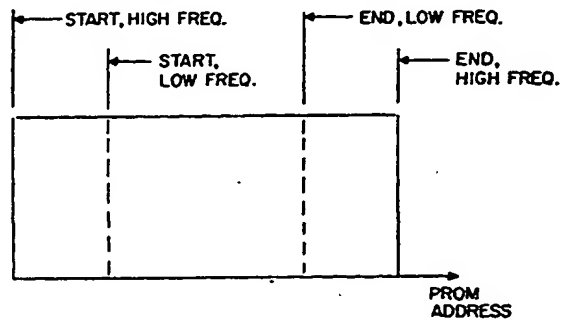 START, HIGH FREQ.
END, LOW FREQ.
START,
LOW FREQ.
END,
HIGH FREQ.
PROM
ADDRESS